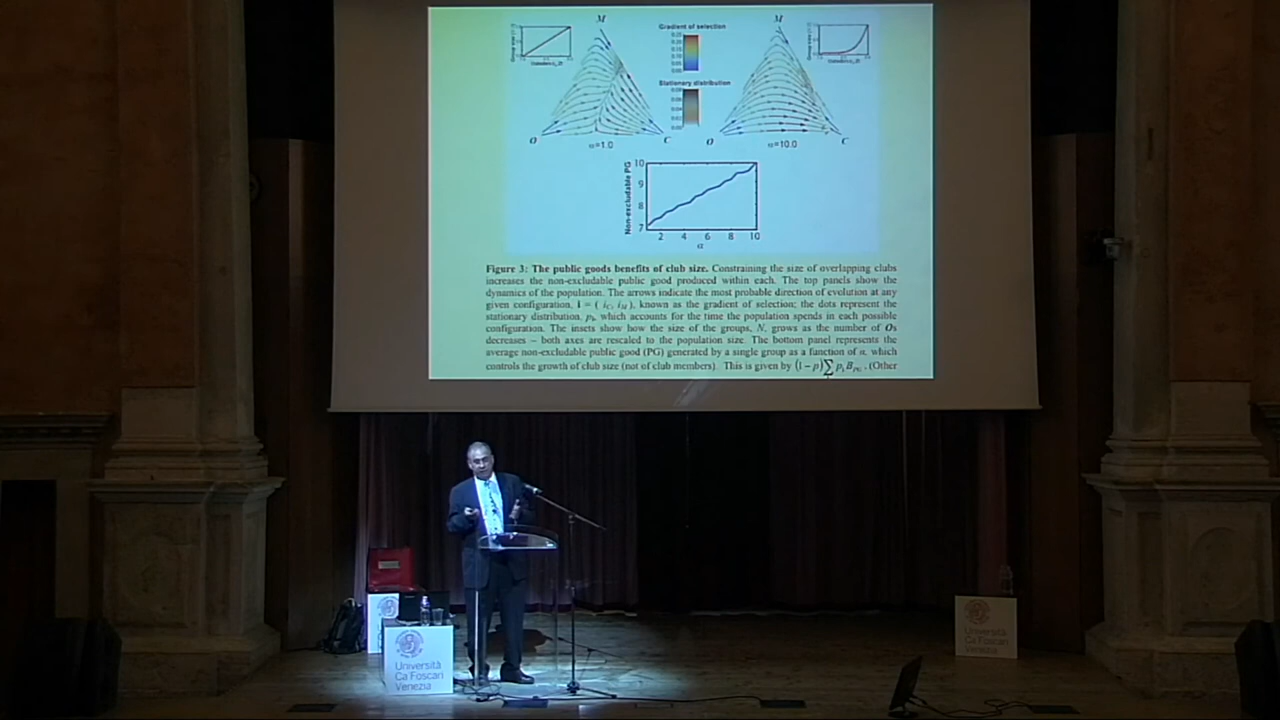 M
Gradient of selection
M
Stationary distribution
O
C
O
C
α=1.0
α=10.0
Non-excludable PG
10
9
8
7
2 4 6 8 10
α
Figure 3: The public goods benefits of club size. Constraining the size of overlapping clubs
increases the non-excludable public good produced within each. The top panels show the
dynamics of the population. The arrows indicate the most probable direction of evolution at any
given configuration, i = ( i_C, i_M ), known as the gradient of selection; the dots represent the
stationary distribution, p_i, which accounts for the time the population spends in each possible
configuration. The insets show how the size of the groups, N, grows as the number of Os
decreases – both axes are rescaled to the population size. The bottom panel represents the
average non-excludable public good (PG) generated by a single group as a function of α, which
controls the growth of club size (not of club members). This is given by (1 – p)∑ p_i B_PG . (Other
Università
Ca Foscari
Venezia
Università
Ca Foscari
Venezia